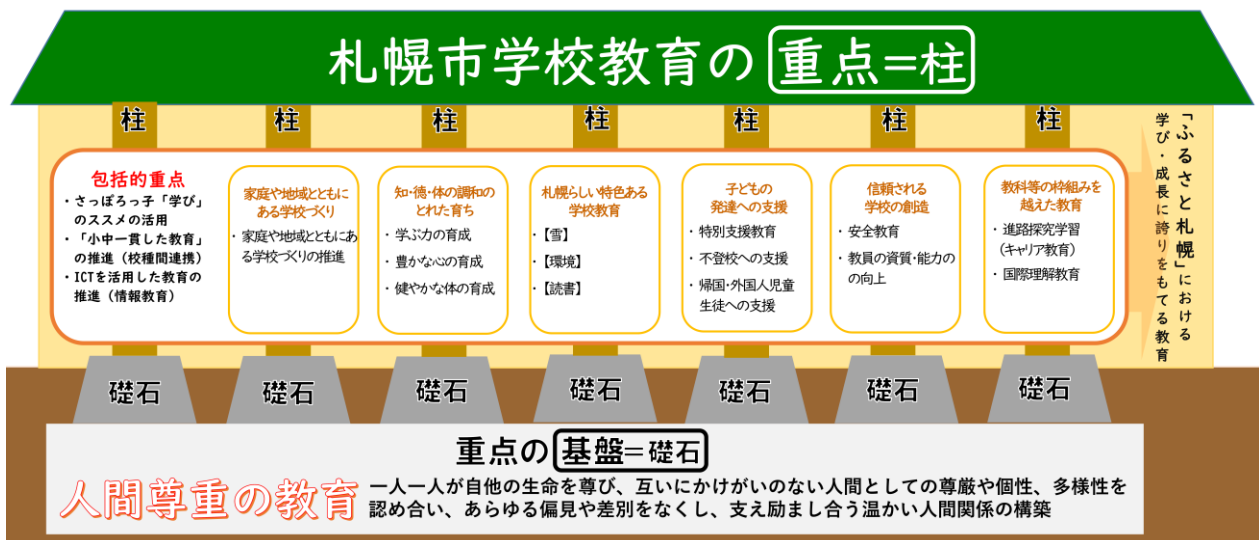 札幌市学校教育の重点=柱
柱
柱
柱
柱
柱
柱
柱
包括的重点
・さっぽろっ子「学び」
のススメの活用
・「小中一貫した教育」
の推進（校種間連携）
・ICTを活用した教育の
推進（情報教育）
家庭や地域とともに
ある学校づくり
・家庭や地域とともにあ
る学校づくりの推進
知・徳・体の調和の
とれた育ち
・学ぶ力の育成
・豊かな心の育成
・健やかな体の育成
札幌らしい特色ある
学校教育
・【雪】
・【環境】
・【読書】
子どもの
発達への支援
・特別支援教育
・不登校への支援
・帰国・外国人児童
生徒への支援
信頼される
学校の創造
・安全教育
・教員の資質・能力の
の向上
教科等の枠組みを
越えた教育
・進路探究学習
（キャリア教育）
・国際理解教育
「ふるさと札幌」における
学び・成長に誇りをもてる教育
礎石
礎石
礎石
礎石
礎石
礎石
礎石
重点の基盤=礎石
人間尊重の教育
一人一人が自他の生命を尊び、互いにかけがいのない人間としての尊厳や個性、多様性を
認め合い、あらゆる偏見や差別をなくし、支え励まし合う温かい人間関係の構築